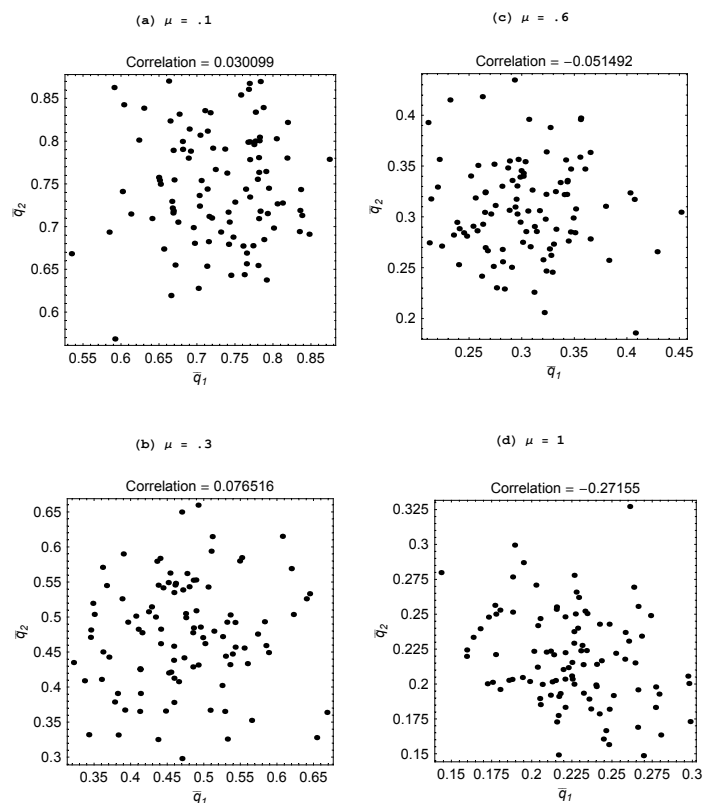 (a) μ = .1
Correlation = 0.030099
0.85
0.8
0.75
0.7
0.65
0.6
q̅2
0.55 0.6 0.65 0.7 0.75 0.8 0.85
q̅1
(c) μ = .6
Correlation = −0.051492
0.4
0.35
0.3
0.25
0.2
q̅2
0.25 0.3 0.35 0.4 0.45
q̅1
(b) μ = .3
Correlation = 0.076516
0.65
0.6
0.55
0.5
0.45
0.4
0.35
0.3
q̅2
0.35 0.4 0.45 0.5 0.55 0.6 0.65
q̅1
(d) μ = 1
Correlation = −0.27155
0.325
0.3
0.275
0.25
0.225
0.2
0.175
0.15
q̅2
0.15 0.175 0.2 0.225 0.25 0.275 0.3
q̅1